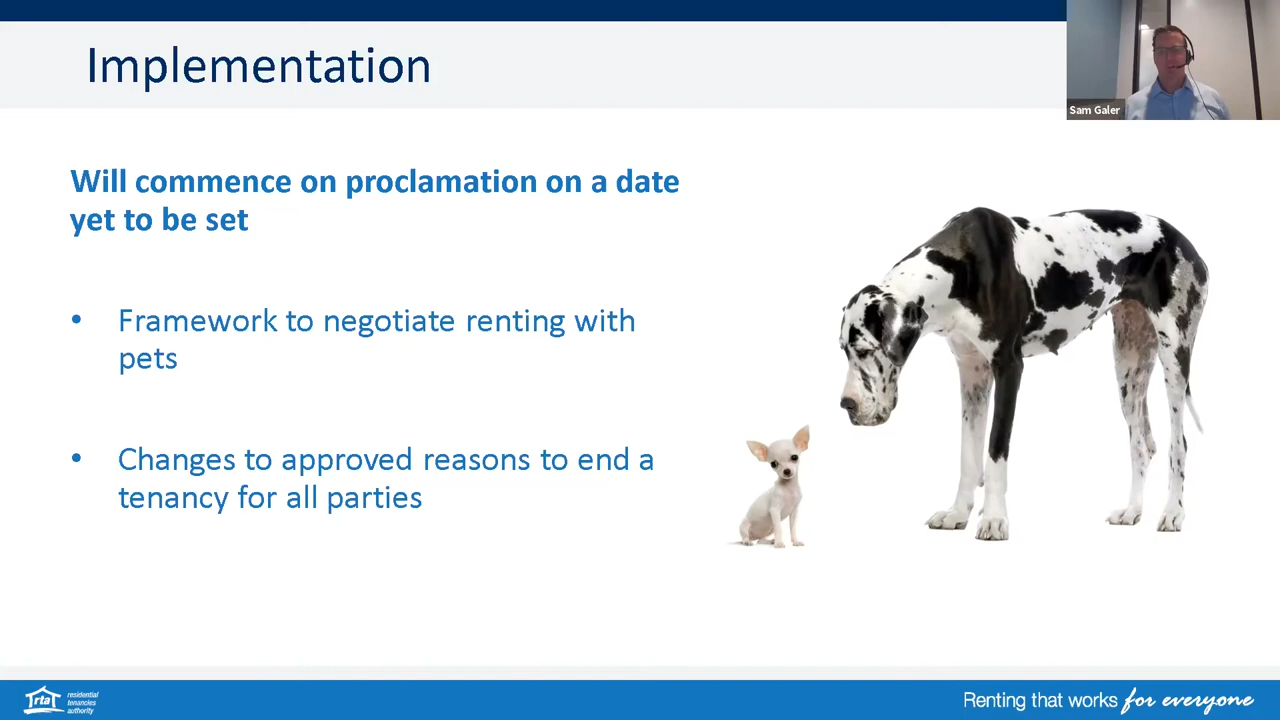 Implementation
Sam Galer
Will commence on proclamation on a date
yet to be set
• Framework to negotiate renting with
pets
• Changes to approved reasons to end a
tenancy for all parties
rta
residential
tenancies
authority
Renting that works for everyone